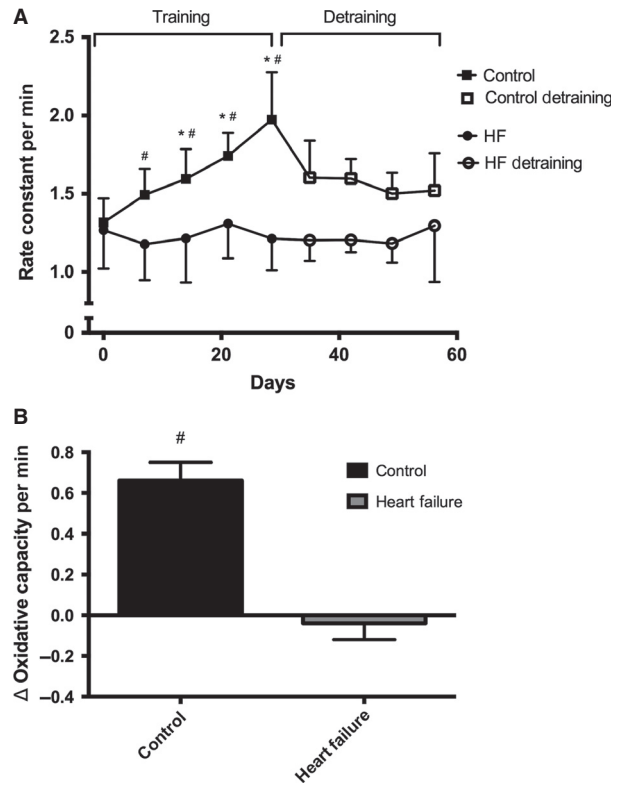 A
Training Detraining
2.5
2.0
1.5
1.0
0
Rate constant per min
#
* #
* #
* #
Control
Control detraining
HF
HF detraining
0 20 40 60
Days
B
0.8
0.6
0.4
0.2
0.0
–0.2
–0.4
Δ Oxidative capacity per min
#
Control
Heart failure
Control
Heart failure